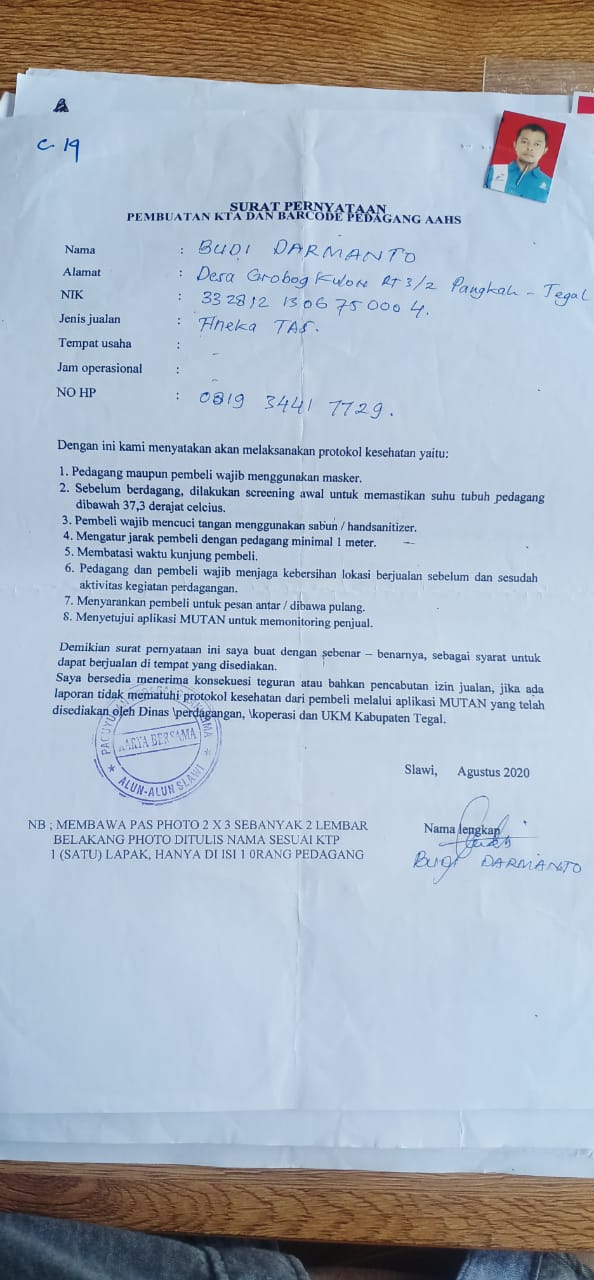 C. 19
SURAT PERNYATAAN
PEMBUATAN KTA DAN BARCODE PEDAGANG AAHS
Nama : BUDI DARMANTO
Alamat : Desa Grobog Kulon Rt 3/2 Pangkah - Tegal
NIK : 33 2812 1306 75 000 4.
Jenis jualan : Aneka TAS.
Tempat usaha : -
Jam operasional : -
NO HP : 0819 3441 7729.
Dengan ini kami menyatakan akan melaksanakan protokol kesehatan yaitu:
1. Pedagang maupun pembeli wajib menggunakan masker.
2. Sebelum berdagang, dilakukan screening awal untuk memastikan suhu tubuh pedagang
dibawah 37,3 derajat celcius.
3. Pembeli wajib mencuci tangan menggunakan sabun / handsanitizer.
4. Mengatur jarak pembeli dengan pedagang minimal 1 meter.
5. Membatasi waktu kunjung pembeli.
6. Pedagang dan pembeli wajib menjaga kebersihan lokasi berjualan sebelum dan sesudah
aktivitas kegiatan perdagangan.
7. Menyarankan pembeli untuk pesan antar / dibawa pulang.
8. Menyetujui aplikasi MUTAN untuk memonitoring penjual.
Demikian surat pernyataan ini saya buat dengan sebenar – benarnya, sebagai syarat untuk
dapat berjualan di tempat yang disediakan.
Saya bersedia menerima konsekuesi teguran atau bahkan pencabutan izin jualan, jika ada
laporan tidak mematuhi protokol kesehatan dari pembeli melalui aplikasi MUTAN yang telah
disediakan oleh Dinas \perdagangan, \koperasi dan UKM Kabupaten Tegal.
KARYA BERSAMA
ALUN-ALUN SLAWI
Slawi, Agustus 2020
NB ; MEMBAWA PAS PHOTO 2 X 3 SEBANYAK 2 LEMBAR
BELAKANG PHOTO DITULIS NAMA SESUAI KTP
1 (SATU) LAPAK, HANYA DI ISI 1 0RANG PEDAGANG
Nama lengkap
BUDI DARMANTO